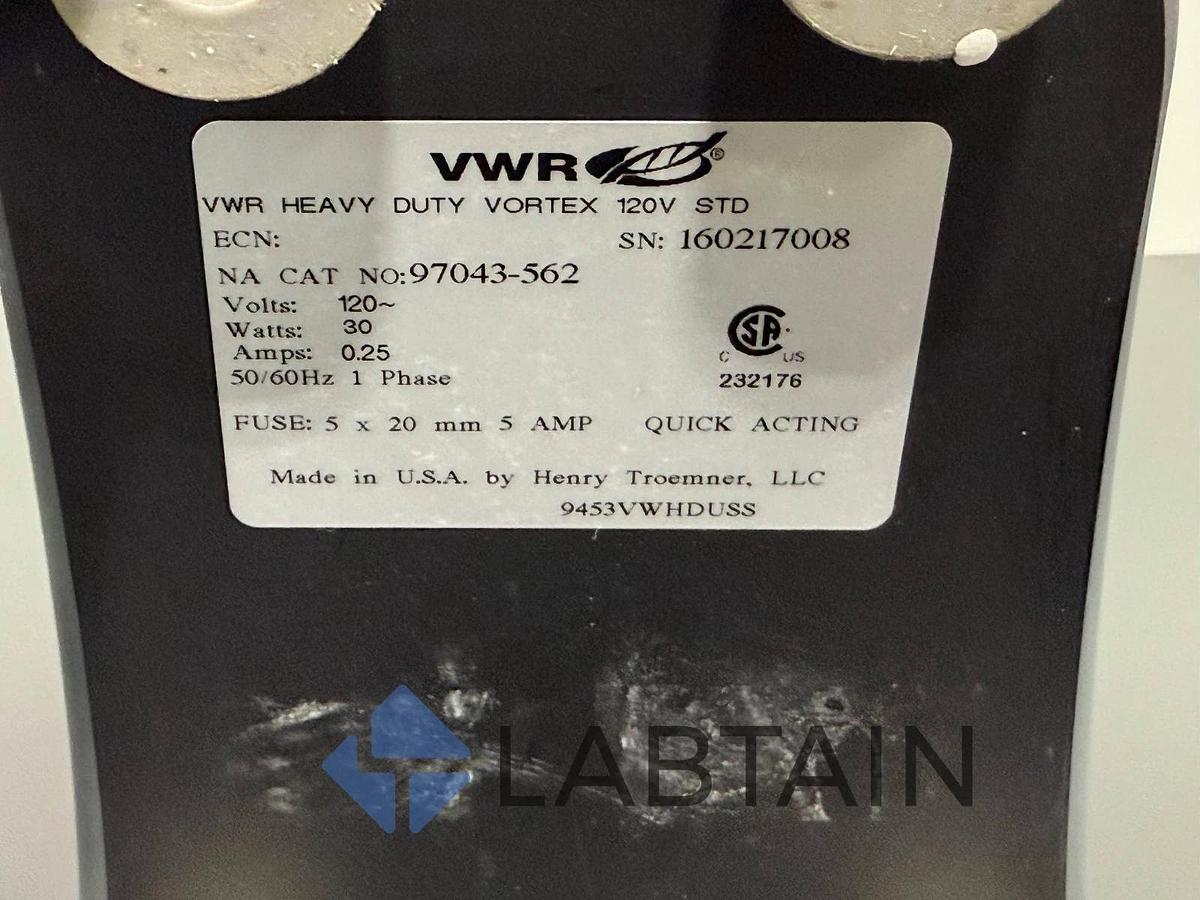 VWR®
VWR HEAVY DUTY VORTEX 120V STD
ECN: SN: 160217008
NA CAT NO:97043-562
Volts: 120~
Watts: 30
Amps: 0.25
50/60Hz 1 Phase
SA
C US
232176
FUSE: 5 x 20 mm 5 AMP QUICK ACTING
Made in U.S.A. by Henry Troemner, LLC
9453VWHDUSS
LABTAIN